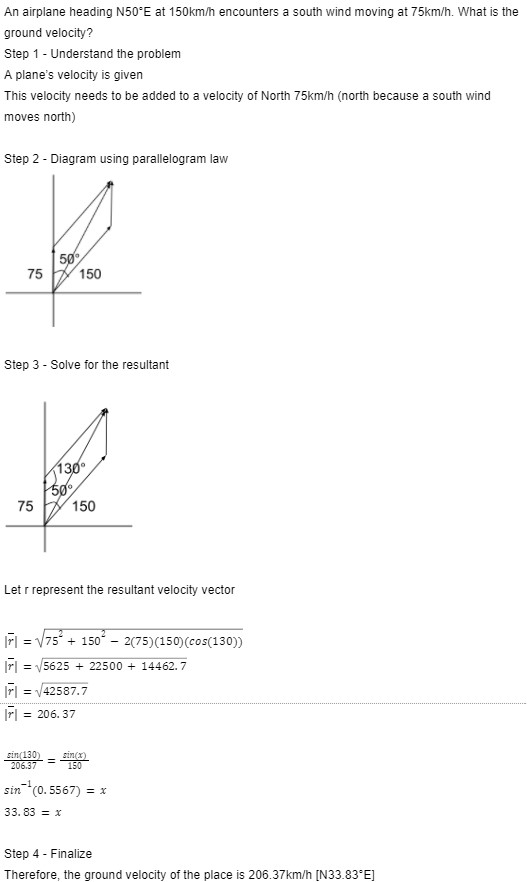 An airplane heading N50°E at 150km/h encounters a south wind moving at 75km/h. What is the
ground velocity?
Step 1 - Understand the problem
A plane's velocity is given
This velocity needs to be added to a velocity of North 75km/h (north because a south wind
moves north)
Step 2 - Diagram using parallelogram law
50°
75 150
Step 3 - Solve for the resultant
130°
50°
75 150
Let r represent the resultant velocity vector
|r̅| = √75² + 150² − 2(75)(150)(cos(130))
|r̅| = √5625 + 22500 + 14462.7
|r̅| = √42587.7
|r̅| = 206.37
sin(130)/206.37 = sin(x)/150
sin⁻¹(0.5567) = x
33.83 = x
Step 4 - Finalize
Therefore, the ground velocity of the place is 206.37km/h [N33.83°E]